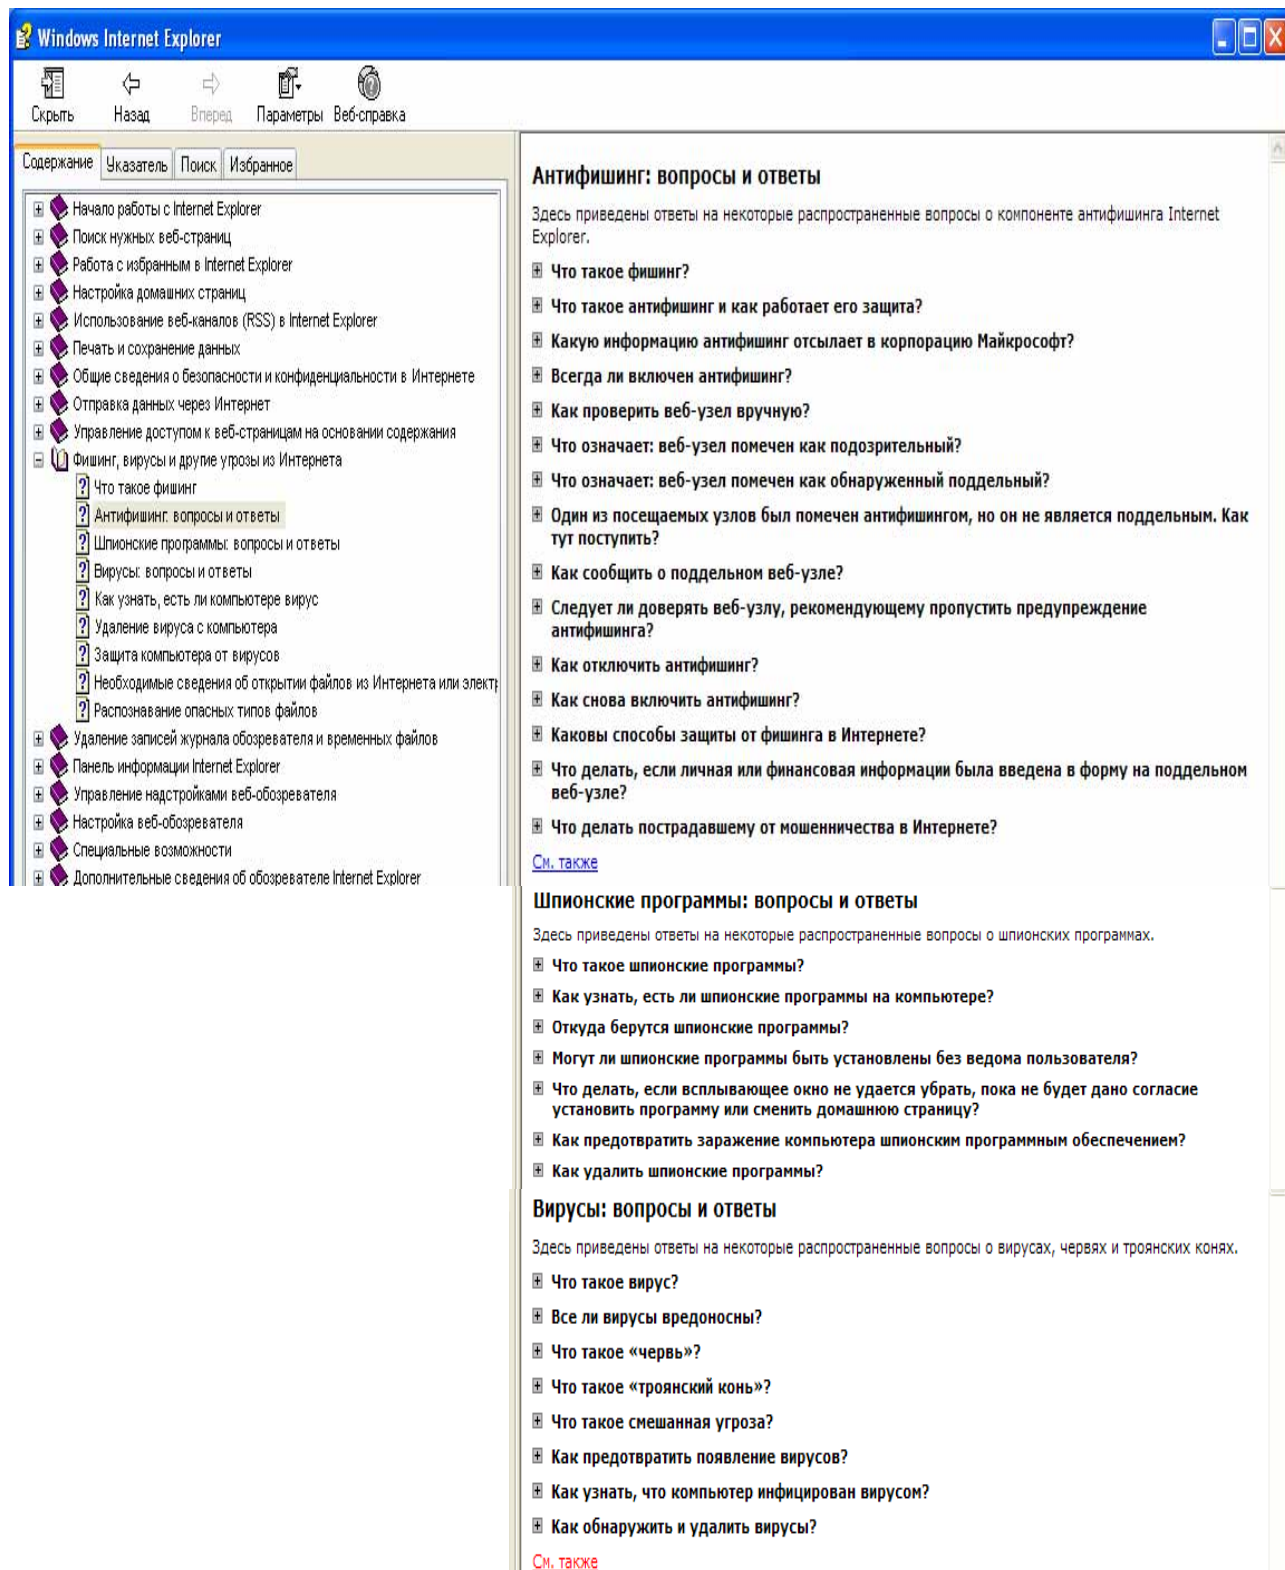 Windows Internet Explorer
Скрыть Назад Вперед Параметры Веб-справка
Содержание Указатель Поиск Избранное
Начало работы с Internet Explorer
Поиск нужных веб-страниц
Работа с избранным в Internet Explorer
Настройка домашних страниц
Использование веб-каналов (RSS) в Internet Explorer
Печать и сохранение данных
Общие сведения о безопасности и конфиденциальности в Интернете
Отправка данных через Интернет
Управление доступом к веб-страницам на основании содержания
Фишинг, вирусы и другие угрозы из Интернета
Что такое фишинг
Антифишинг: вопросы и ответы
Шпионские программы: вопросы и ответы
Вирусы: вопросы и ответы
Как узнать, есть ли компьютере вирус
Удаление вируса с компьютера
Защита компьютера от вирусов
Необходимые сведения об открытии файлов из Интернета или электр
Распознавание опасных типов файлов
Удаление записей журнала обозревателя и временных файлов
Панель информации Internet Explorer
Управление надстройками веб-обозревателя
Настройка веб-обозревателя
Специальные возможности
Дополнительные сведения об обозревателе Internet Explorer
Антифишинг: вопросы и ответы
Здесь приведены ответы на некоторые распространенные вопросы о компоненте антифишинга Internet
Explorer.
Что такое фишинг?
Что такое антифишинг и как работает его защита?
Какую информацию антифишинг отсылает в корпорацию Майкрософт?
Всегда ли включен антифишинг?
Как проверить веб-узел вручную?
Что означает: веб-узел помечен как подозрительный?
Что означает: веб-узел помечен как обнаруженный поддельный?
Один из посещаемых узлов был помечен антифишингом, но он не является поддельным. Как
тут поступить?
Как сообщить о поддельном веб-узле?
Следует ли доверять веб-узлу, рекомендующему пропустить предупреждение
антифишинга?
Как отключить антифишинг?
Как снова включить антифишинг?
Каковы способы защиты от фишинга в Интернете?
Что делать, если личная или финансовая информации была введена в форму на поддельном
веб-узле?
Что делать пострадавшему от мошенничества в Интернете?
См. также
Шпионские программы: вопросы и ответы
Здесь приведены ответы на некоторые распространенные вопросы о шпионских программах.
Что такое шпионские программы?
Как узнать, есть ли шпионские программы на компьютере?
Откуда берутся шпионские программы?
Могут ли шпионские программы быть установлены без ведома пользователя?
Что делать, если всплывающее окно не удается убрать, пока не будет дано согласие
установить программу или сменить домашнюю страницу?
Как предотвратить заражение компьютера шпионским программным обеспечением?
Как удалить шпионские программы?
Вирусы: вопросы и ответы
Здесь приведены ответы на некоторые распространенные вопросы о вирусах, червях и троянских конях.
Что такое вирус?
Все ли вирусы вредоносны?
Что такое «червь»?
Что такое «троянский конь»?
Что такое смешанная угроза?
Как предотвратить появление вирусов?
Как узнать, что компьютер инфицирован вирусом?
Как обнаружить и удалить вирусы?
См. также